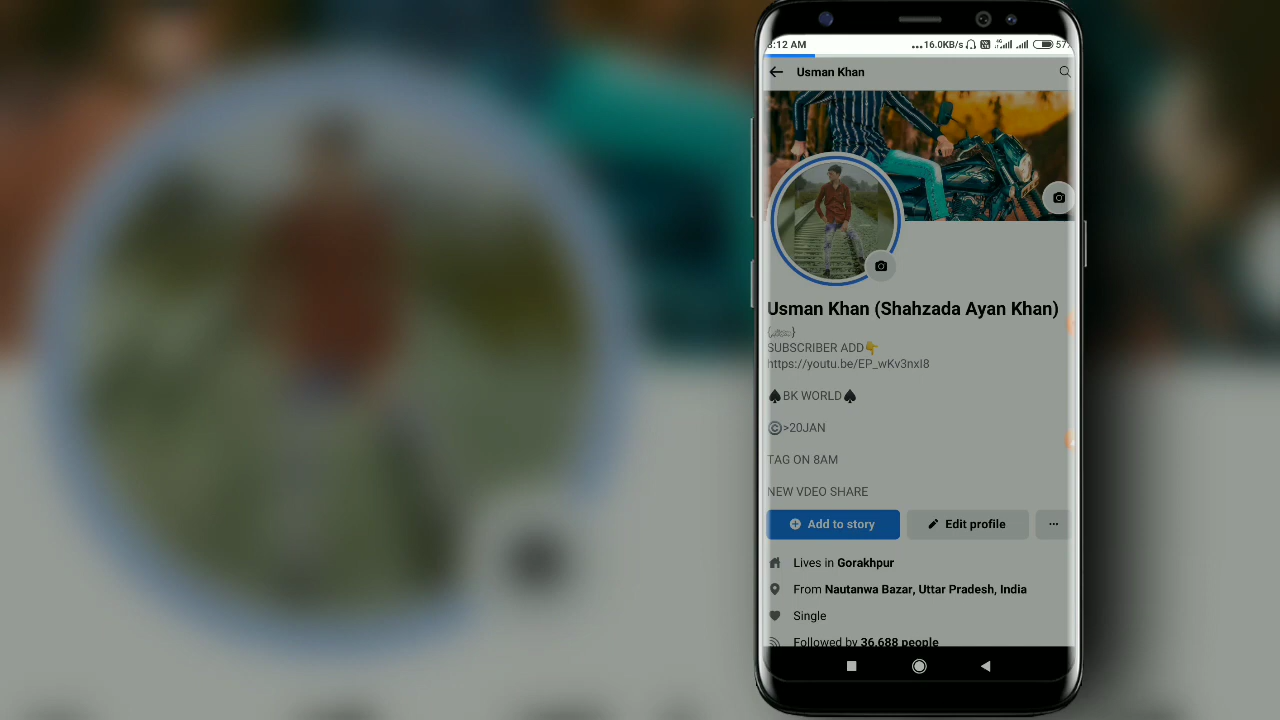 :12 AM
16.0KB/s
57
Usman Khan
Usman Khan (Shahzada Ayan Khan)
SUBSCRIBER ADD👇
https://youtu.be/EP_wKv3nxI8
♠BK WORLD♠
©>20JAN
TAG ON 8AM
NEW VDEO SHARE
Add to story
Edit profile
Lives in Gorakhpur
From Nautanwa Bazar, Uttar Pradesh, India
Single
Followed by 36,688 people